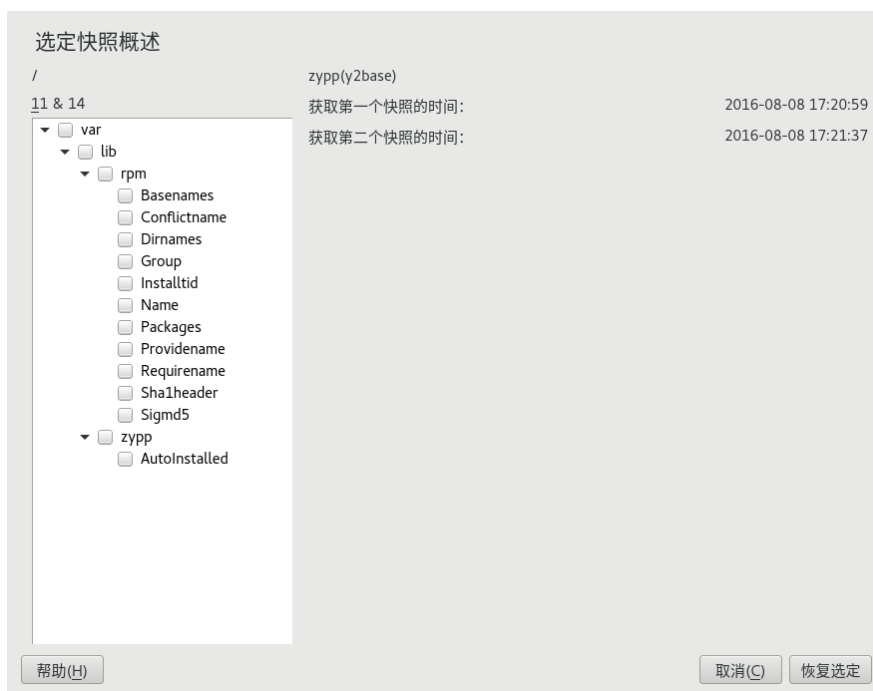 选定快照概述
/
zypp(y2base)
11 & 14
获取第一个快照的时间:
2016-08-08 17:20:59
获取第二个快照的时间:
2016-08-08 17:21:37
var
lib
rpm
Basenames
Conflictname
Dirnames
Group
Installtid
Name
Packages
Providename
Requirename
Sha1header
Sigmd5
zypp
AutoInstalled
帮助(H)
取消(C)
恢复选定